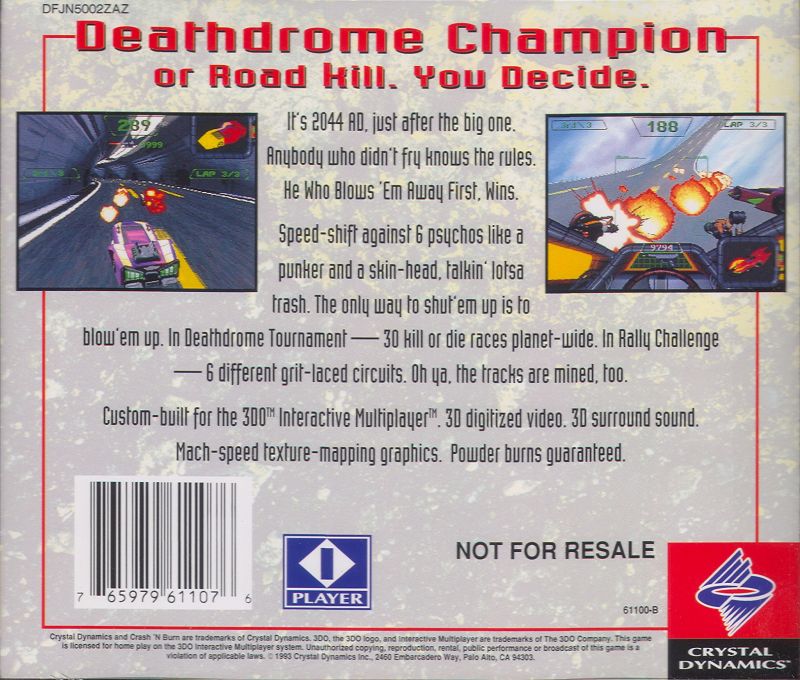 DFJN5002ZAZ
Deathdrome Champion
or Road Kill. You Decide.
289
3999
3rd\3
LAP 3/3
It's 2044 AD, just after the big one.
Anybody who didn't fry knows the rules.
He Who Blows 'Em Away First, Wins.
3rd\3
188
LAP 3/3
9794
Speed-shift against 6 psychos like a
punker and a skin-head, talkin' lotsa
trash. The only way to shut'em up is to
blow'em up. In Deathdrome Tournament — 30 kill or die races planet-wide. In Rally Challenge
— 6 different grit-laced circuits. Oh ya, the tracks are mined, too.
Custom-built for the 3DO™ Interactive Multiplayer™. 3D digitized video. 3D surround sound.
Mach-speed texture-mapping graphics. Powder burns guaranteed.
7 65979 61107 6
1
PLAYER
NOT FOR RESALE
61100-B
CRYSTAL
DYNAMICS™
Crystal Dynamics and Crash 'N Burn are trademarks of Crystal Dynamics. 3DO, the 3DO logo, and Interactive Multiplayer are trademarks of The 3DO Company. This game
is licensed for home play on the 3DO Interactive Multiplayer system. Unauthorized copying, reproduction, rental, public performance or broadcast of this game is a
violation of applicable laws. © 1993 Crystal Dynamics Inc., 2460 Embarcadero Way, Palo Alto, CA 94303.